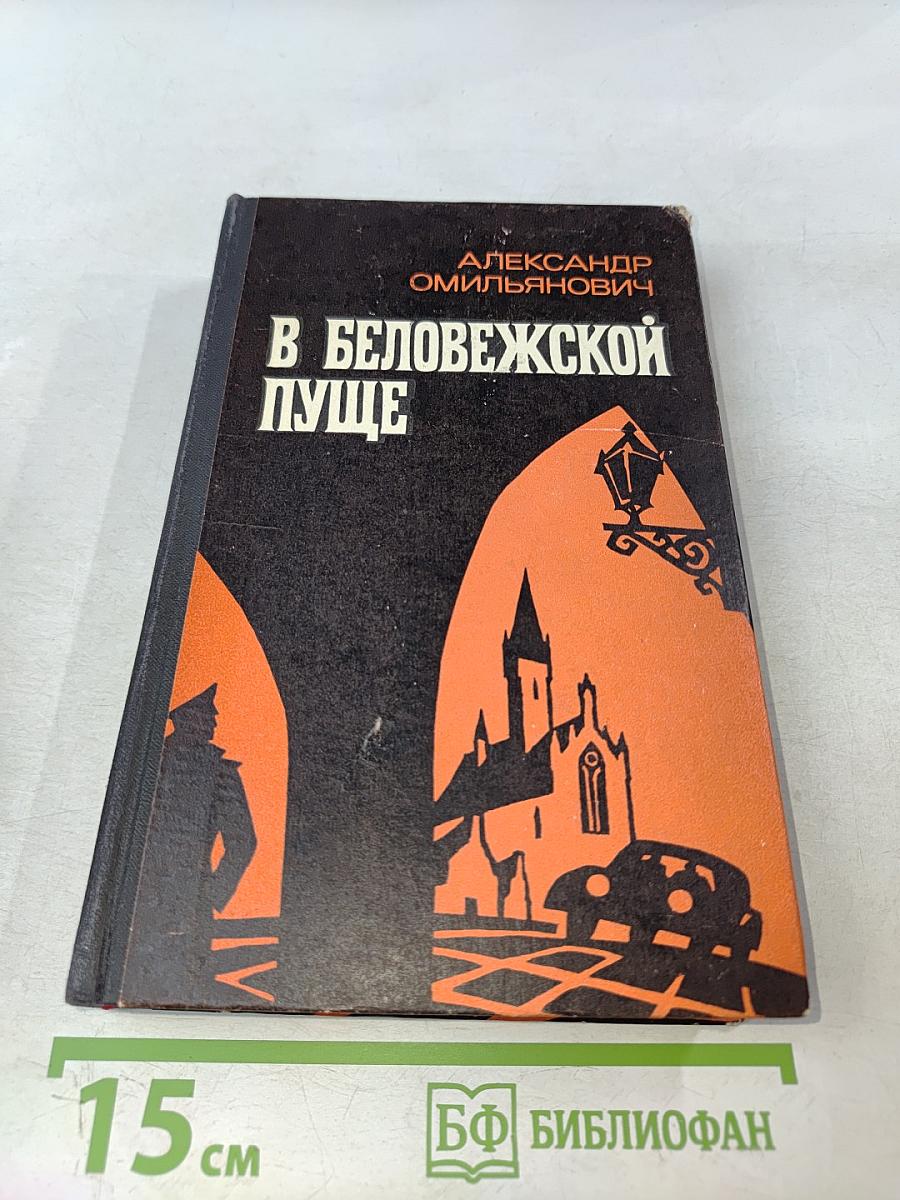 АЛЕКСАНДР
ОМИЛЬЯНОВИЧ
В БЕЛОВЕЖСКОЙ
ПУЩЕ
15 см
БФ БИБЛИОФАН